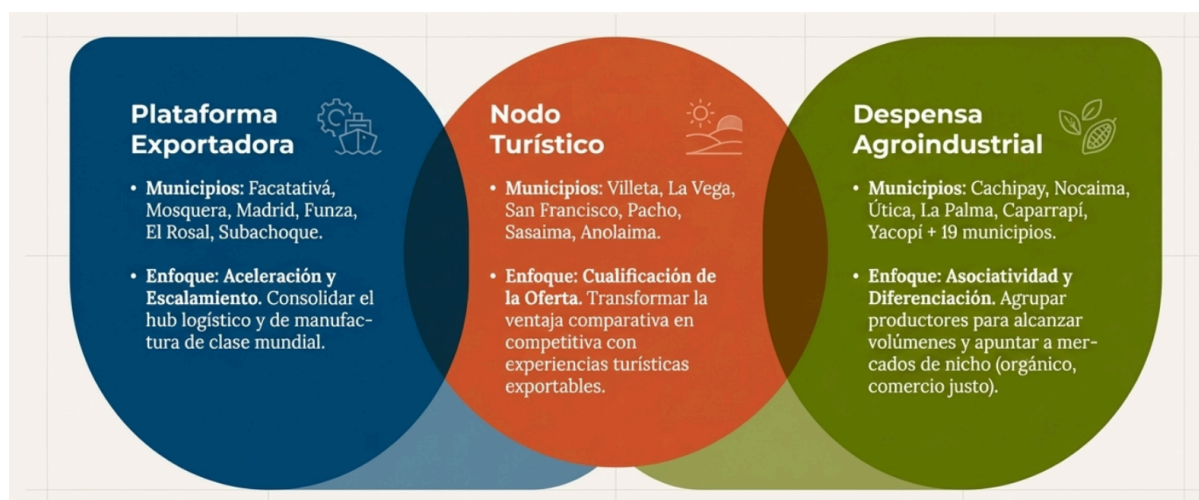 Plataforma
Exportadora
• Municipios: Facatativá,
Mosquera, Madrid, Funza,
El Rosal, Subachoque.
• Enfoque: Aceleración y
Escalamiento. Consolidar el
hub logístico y de manufac-
tura de clase mundial.
Nodo
Turístico
• Municipios: Villeta, La Vega,
San Francisco, Pacho,
Sasaima, Anolaima.
• Enfoque: Cualificación de
la Oferta. Transformar la
ventaja comparativa en
competitiva con
experiencias turísticas
exportables.
Despensa
Agroindustrial
• Municipios: Cachipay, Nocaima,
Útica, La Palma, Caparrapí,
Yacopí + 19 municipios.
• Enfoque: Asociatividad y
Diferenciación. Agrupar
productores para alcanzar
volúmenes y apuntar a mer-
cados de nicho (orgánico,
comercio justo).